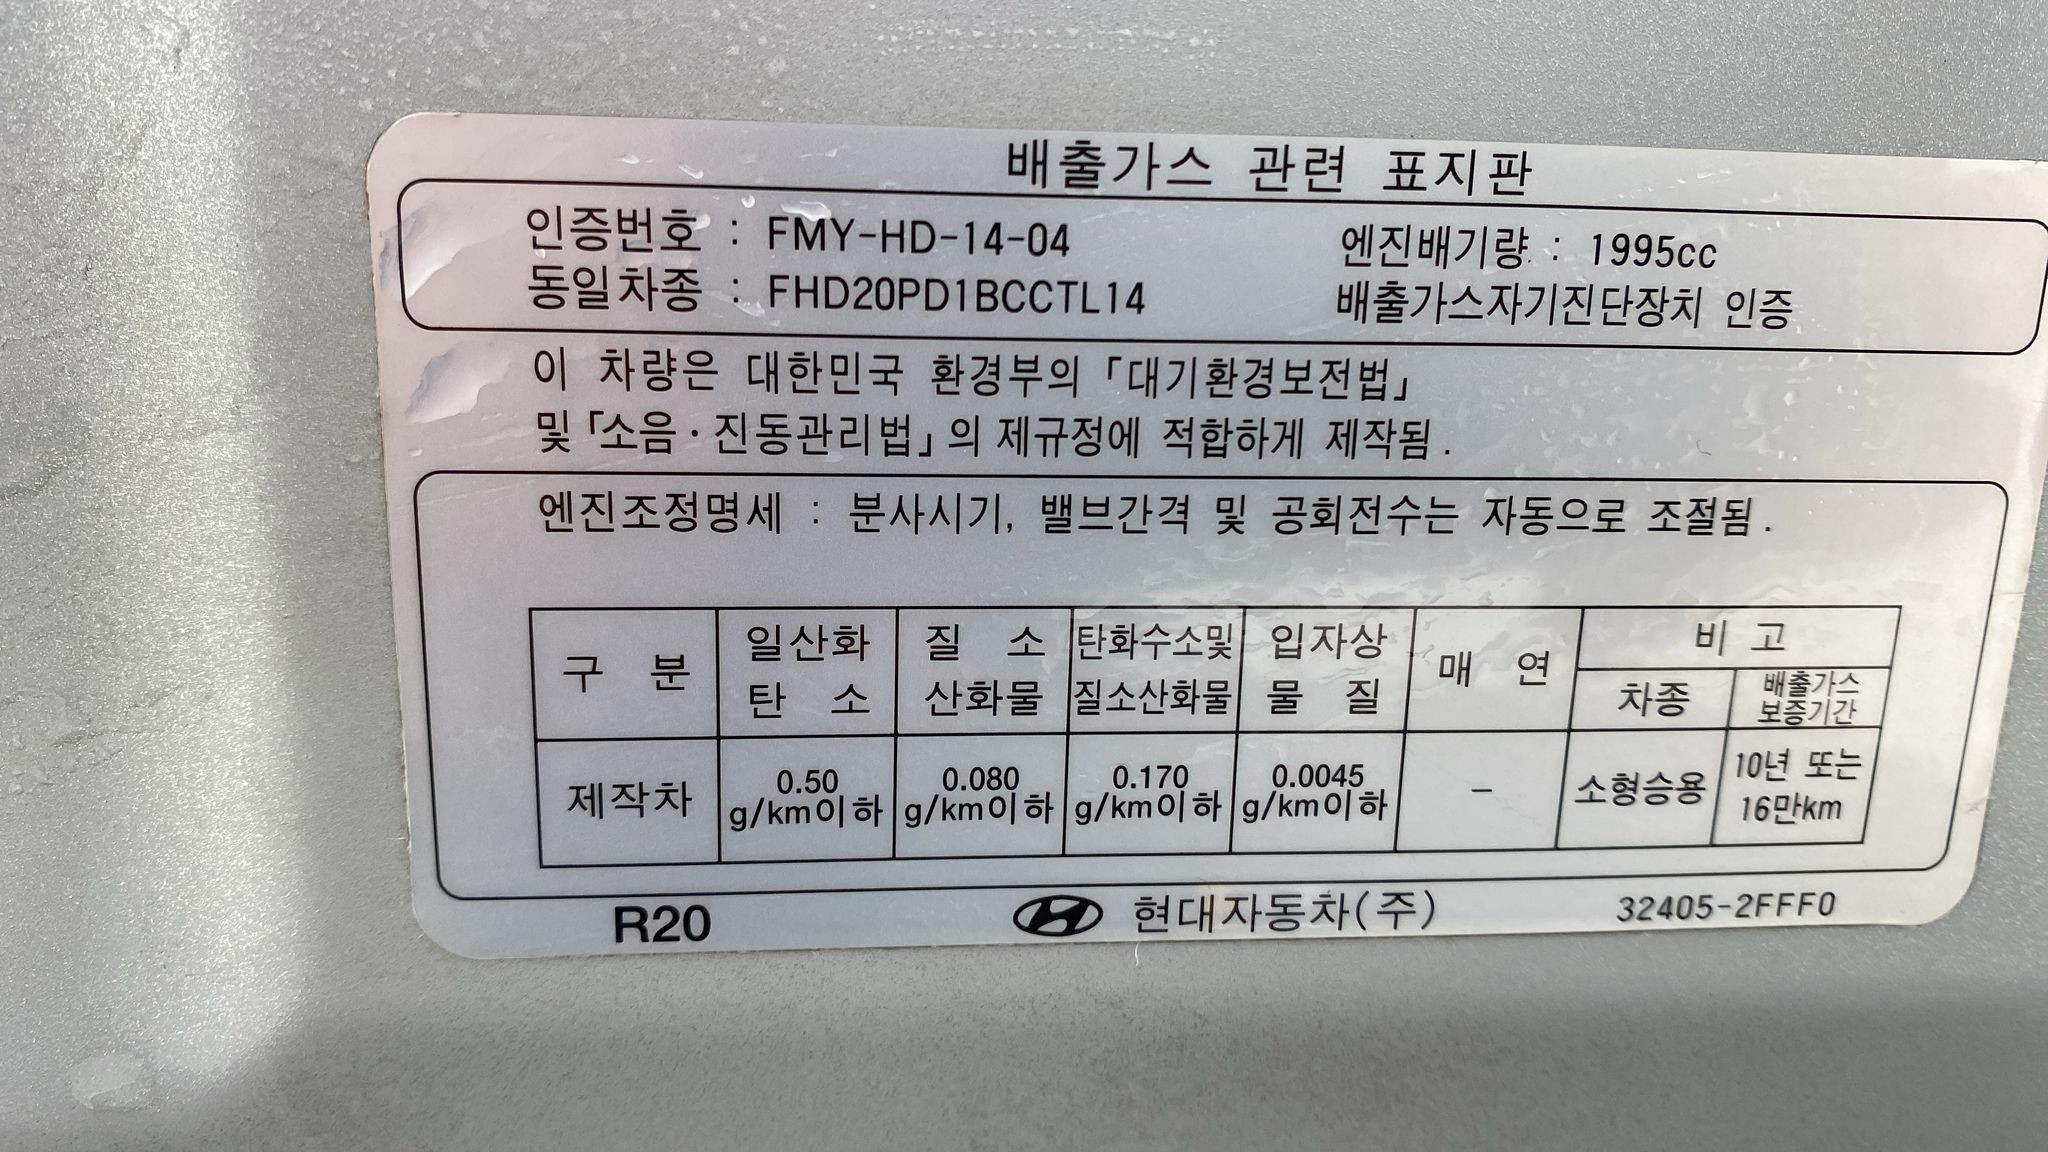 배출가스 관련 표지판
인증번호 : FMY-HD-14-04 엔진배기량 : 1995cc
동일차종 : FHD20PD1BCCTL14 배출가스자기진단장치 인증
이 차량은 대한민국 환경부의 「대기환경보전법」
및 「소음·진동관리법」의 제규정에 적합하게 제작됨.
엔진조정명세 : 분사시기, 밸브간격 및 공회전수는 자동으로 조절됨.
구 분 일산화 탄 소 질 소 산화물 탄화수소및 질소산화물 입자상 물 질 매 연 비 고
차종 배출가스 보증기간
제작차 0.50 g/km이하 0.080 g/km이하 0.170 g/km이하 0.0045 g/km이하 - 소형승용 10년 또는 16만km
R20 현대자동차(주) 32405-2FFF0